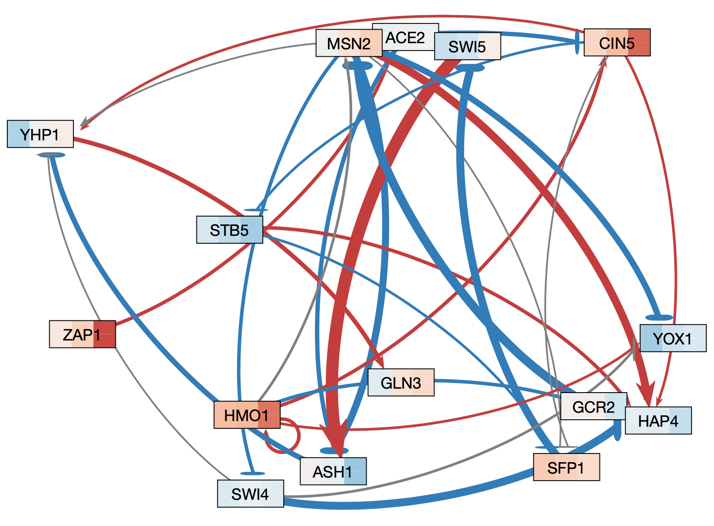 ACE2
MSN2
SWI5
CIN5
YHP1
STB5
ZAP1
YOX1
GLN3
HMO1
GCR2
HAP4
ASH1
SFP1
SWI4